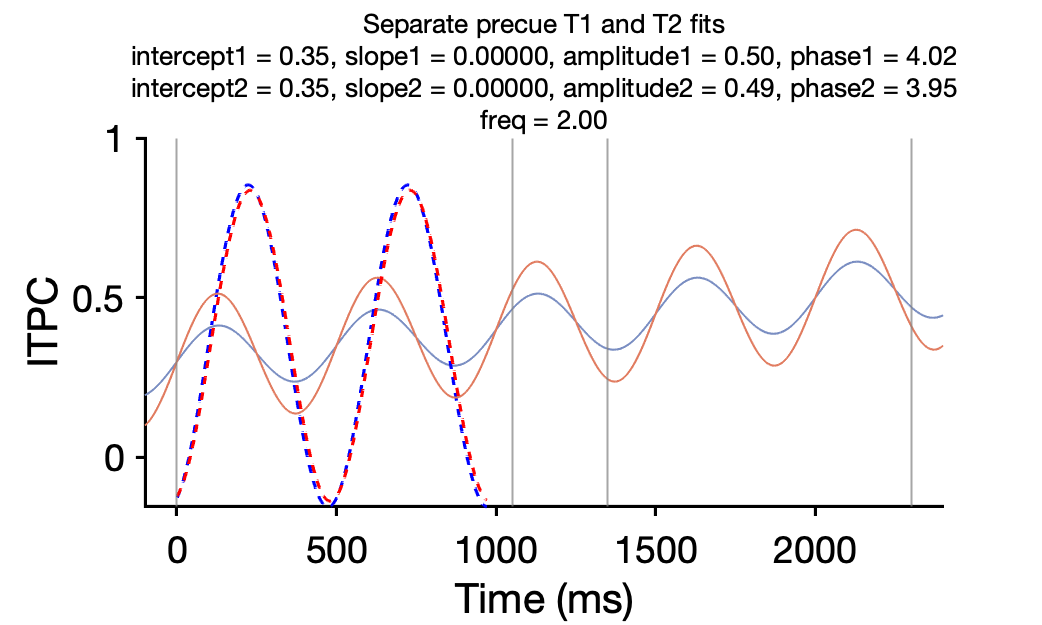 Separate precue T1 and T2 fits
intercept1 = 0.35, slope1 = 0.00000, amplitude1 = 0.50, phase1 = 4.02
intercept2 = 0.35, slope2 = 0.00000, amplitude2 = 0.49, phase2 = 3.95
freq = 2.00
1
0.5
0
ITPC
0 500 1000 1500 2000
Time (ms)